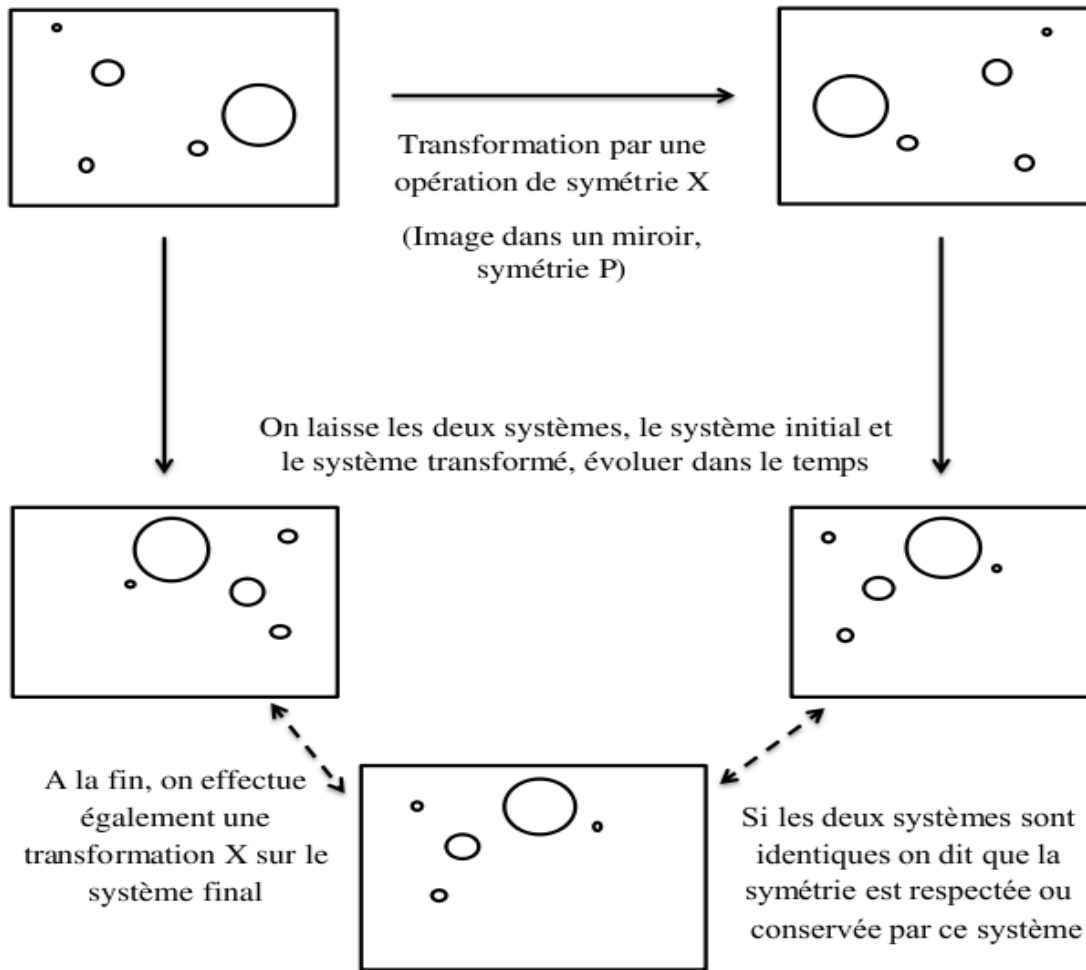 Transformation par une
opération de symétrie X
(Image dans un miroir,
symétrie P)
On laisse les deux systèmes, le système initial et
le système transformé, évoluer dans le temps
A la fin, on effectue
également une
transformation X sur le
système final
Si les deux systèmes sont
identiques on dit que la
symétrie est respectée ou
conservée par ce système